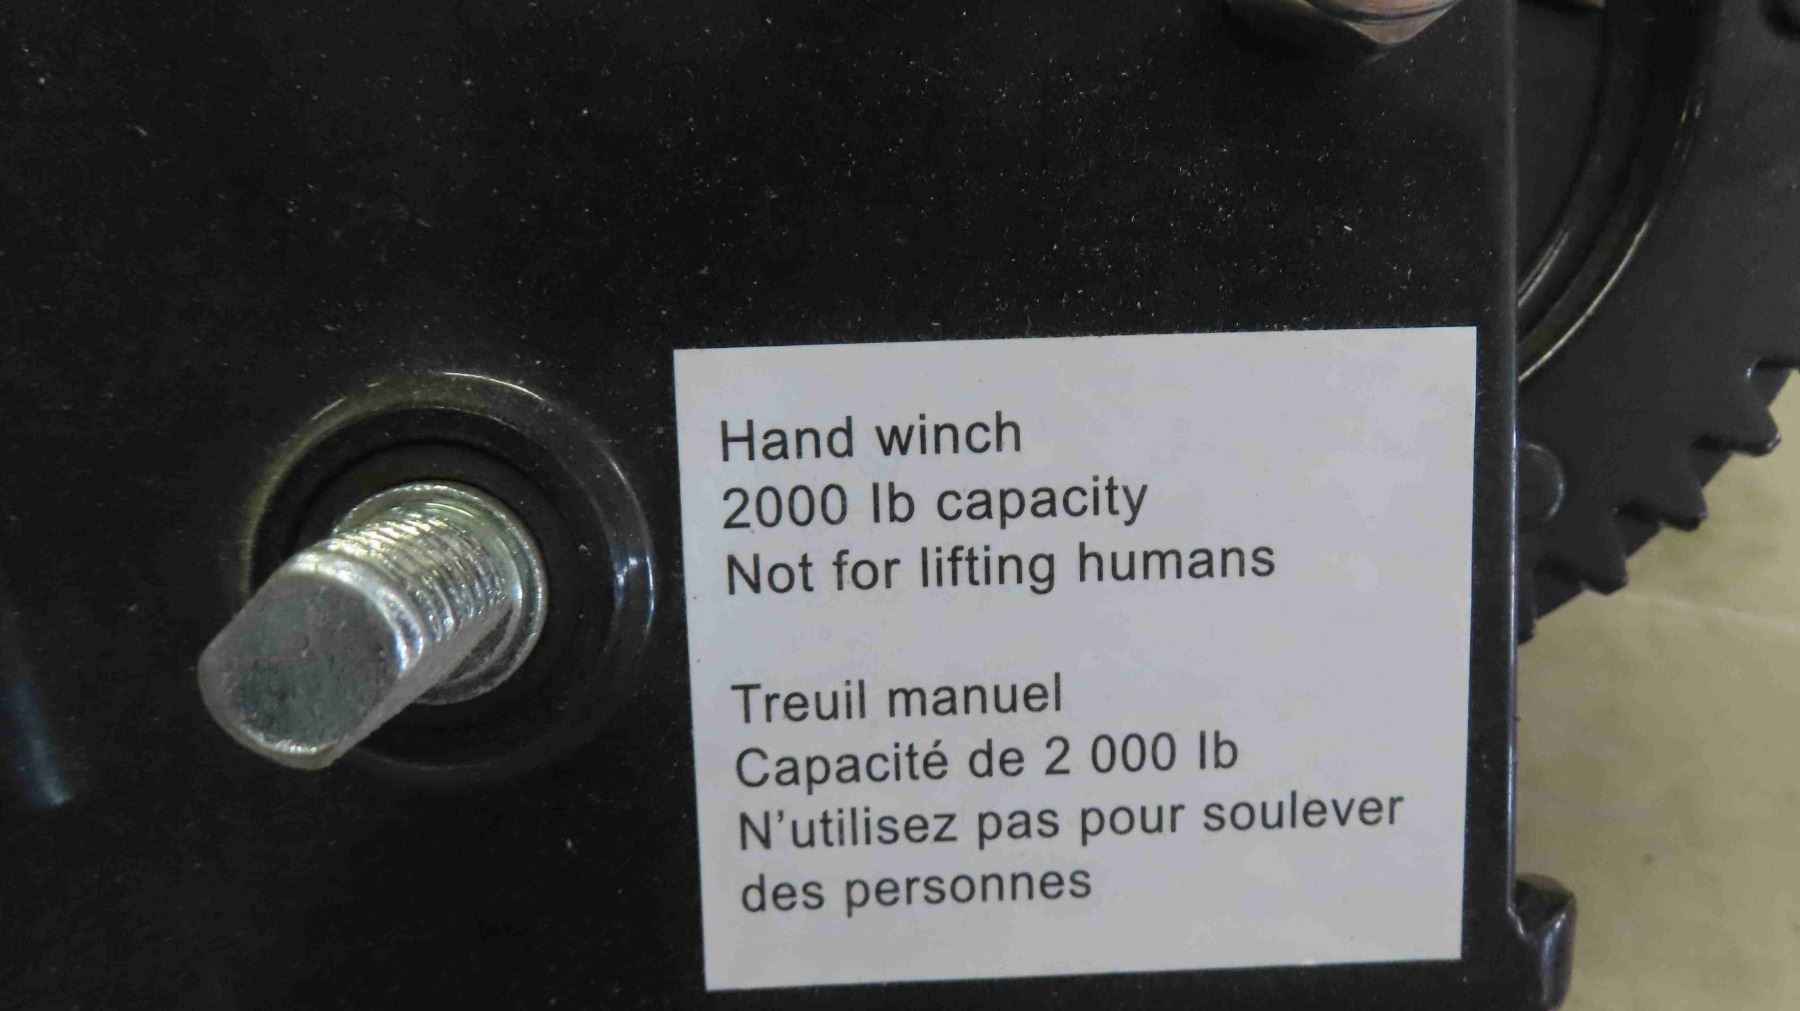 Hand winch
2000 lb capacity
Not for lifting humans
Treuil manuel
Capacité de 2 000 lb
N'utilisez pas pour soulever
des personnes